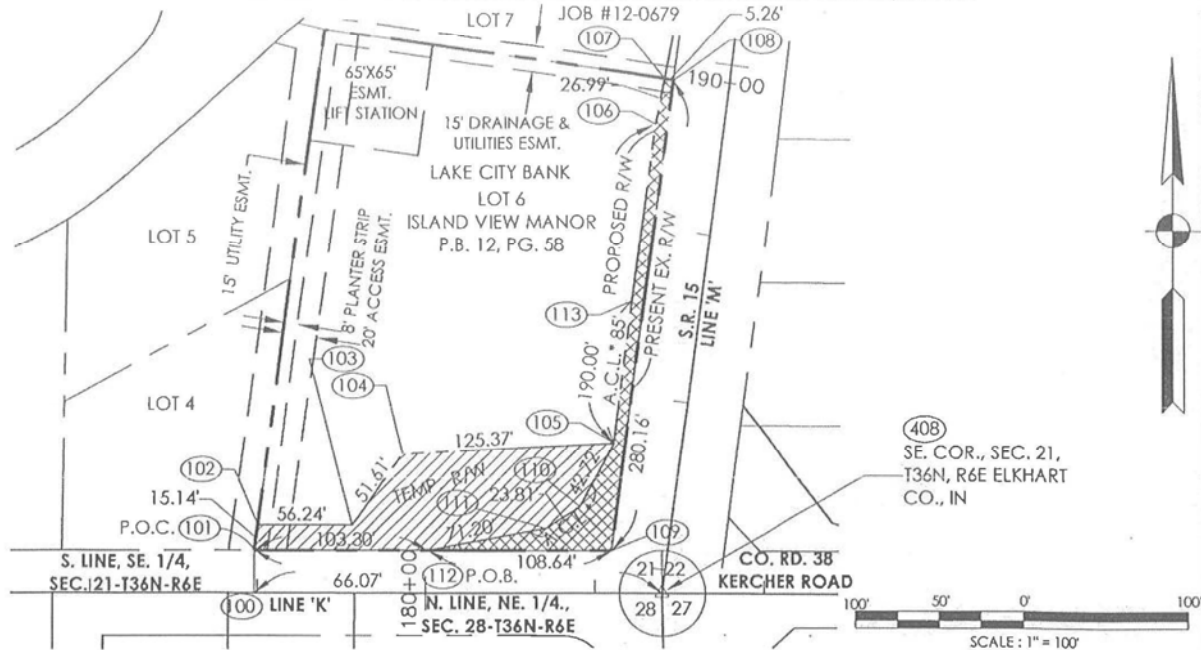 LOT 7
JOB #12-0679
5.26'
107
108
190+00
65'X65'
ESMT.
LIFT STATION
26.99'
106
15' DRAINAGE &
UTILITIES ESMT.
LAKE CITY BANK
LOT 6
ISLAND VIEW MANOR
P.B. 12, PG. 58
LOT 5
15' UTILITY ESMT.
8' PLANTER STRIP
20' ACCESS ESMT.
PROPOSED R/W
PRESENT EX. R/W
S.R. 15
LINE 'M'
113
A.C.L.* 85'
190.00'
103
104
LOT 4
105
125.37'
280.16'
408
SE. COR., SEC. 21,
T36N, R6E ELKHART
CO., IN
102
51.61'
TEMP R/W
110
42.72
15.14'
111
23.81
56.24'
P.O.C. 101
103.30'
71.20
109
S. LINE, SE. 1/4,
SEC. 21-T36N-R6E
180+00
108.64'
CO. RD. 38
KERCHER ROAD
66.07'
112 P.O.B.
21 22
28 27
100 LINE 'K'
N. LINE, NE. 1/4.,
SEC. 28-T36N-R6E
100' 50' 0' 100'
SCALE : 1" = 100'